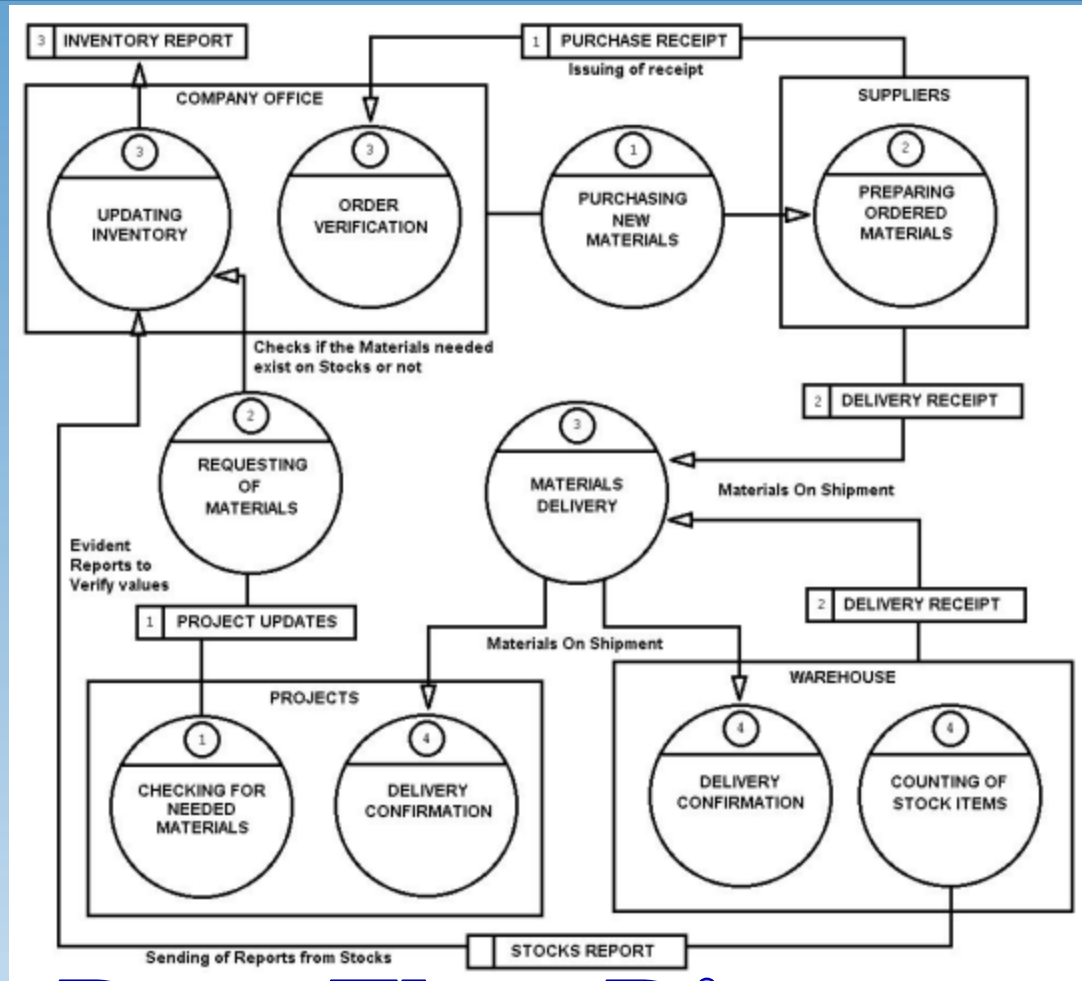 3 INVENTORY REPORT
1 PURCHASE RECEIPT
Issuing of receipt
COMPANY OFFICE
SUPPLIERS
3
UPDATING
INVENTORY
3
ORDER
VERIFICATION
1
PURCHASING
NEW
MATERIALS
2
PREPARING
ORDERED
MATERIALS
Checks if the Materials needed
exist on Stocks or not
2 DELIVERY RECEIPT
2
REQUESTING
OF
MATERIALS
3
MATERIALS
DELIVERY
Materials On Shipment
Evident
Reports to
Verify values
1 PROJECT UPDATES
2 DELIVERY RECEIPT
Materials On Shipment
PROJECTS
WAREHOUSE
1
CHECKING FOR
NEEDED
MATERIALS
4
DELIVERY
CONFIRMATION
4
DELIVERY
CONFIRMATION
4
COUNTING OF
STOCK ITEMS
STOCKS REPORT
Sending of Reports from Stocks